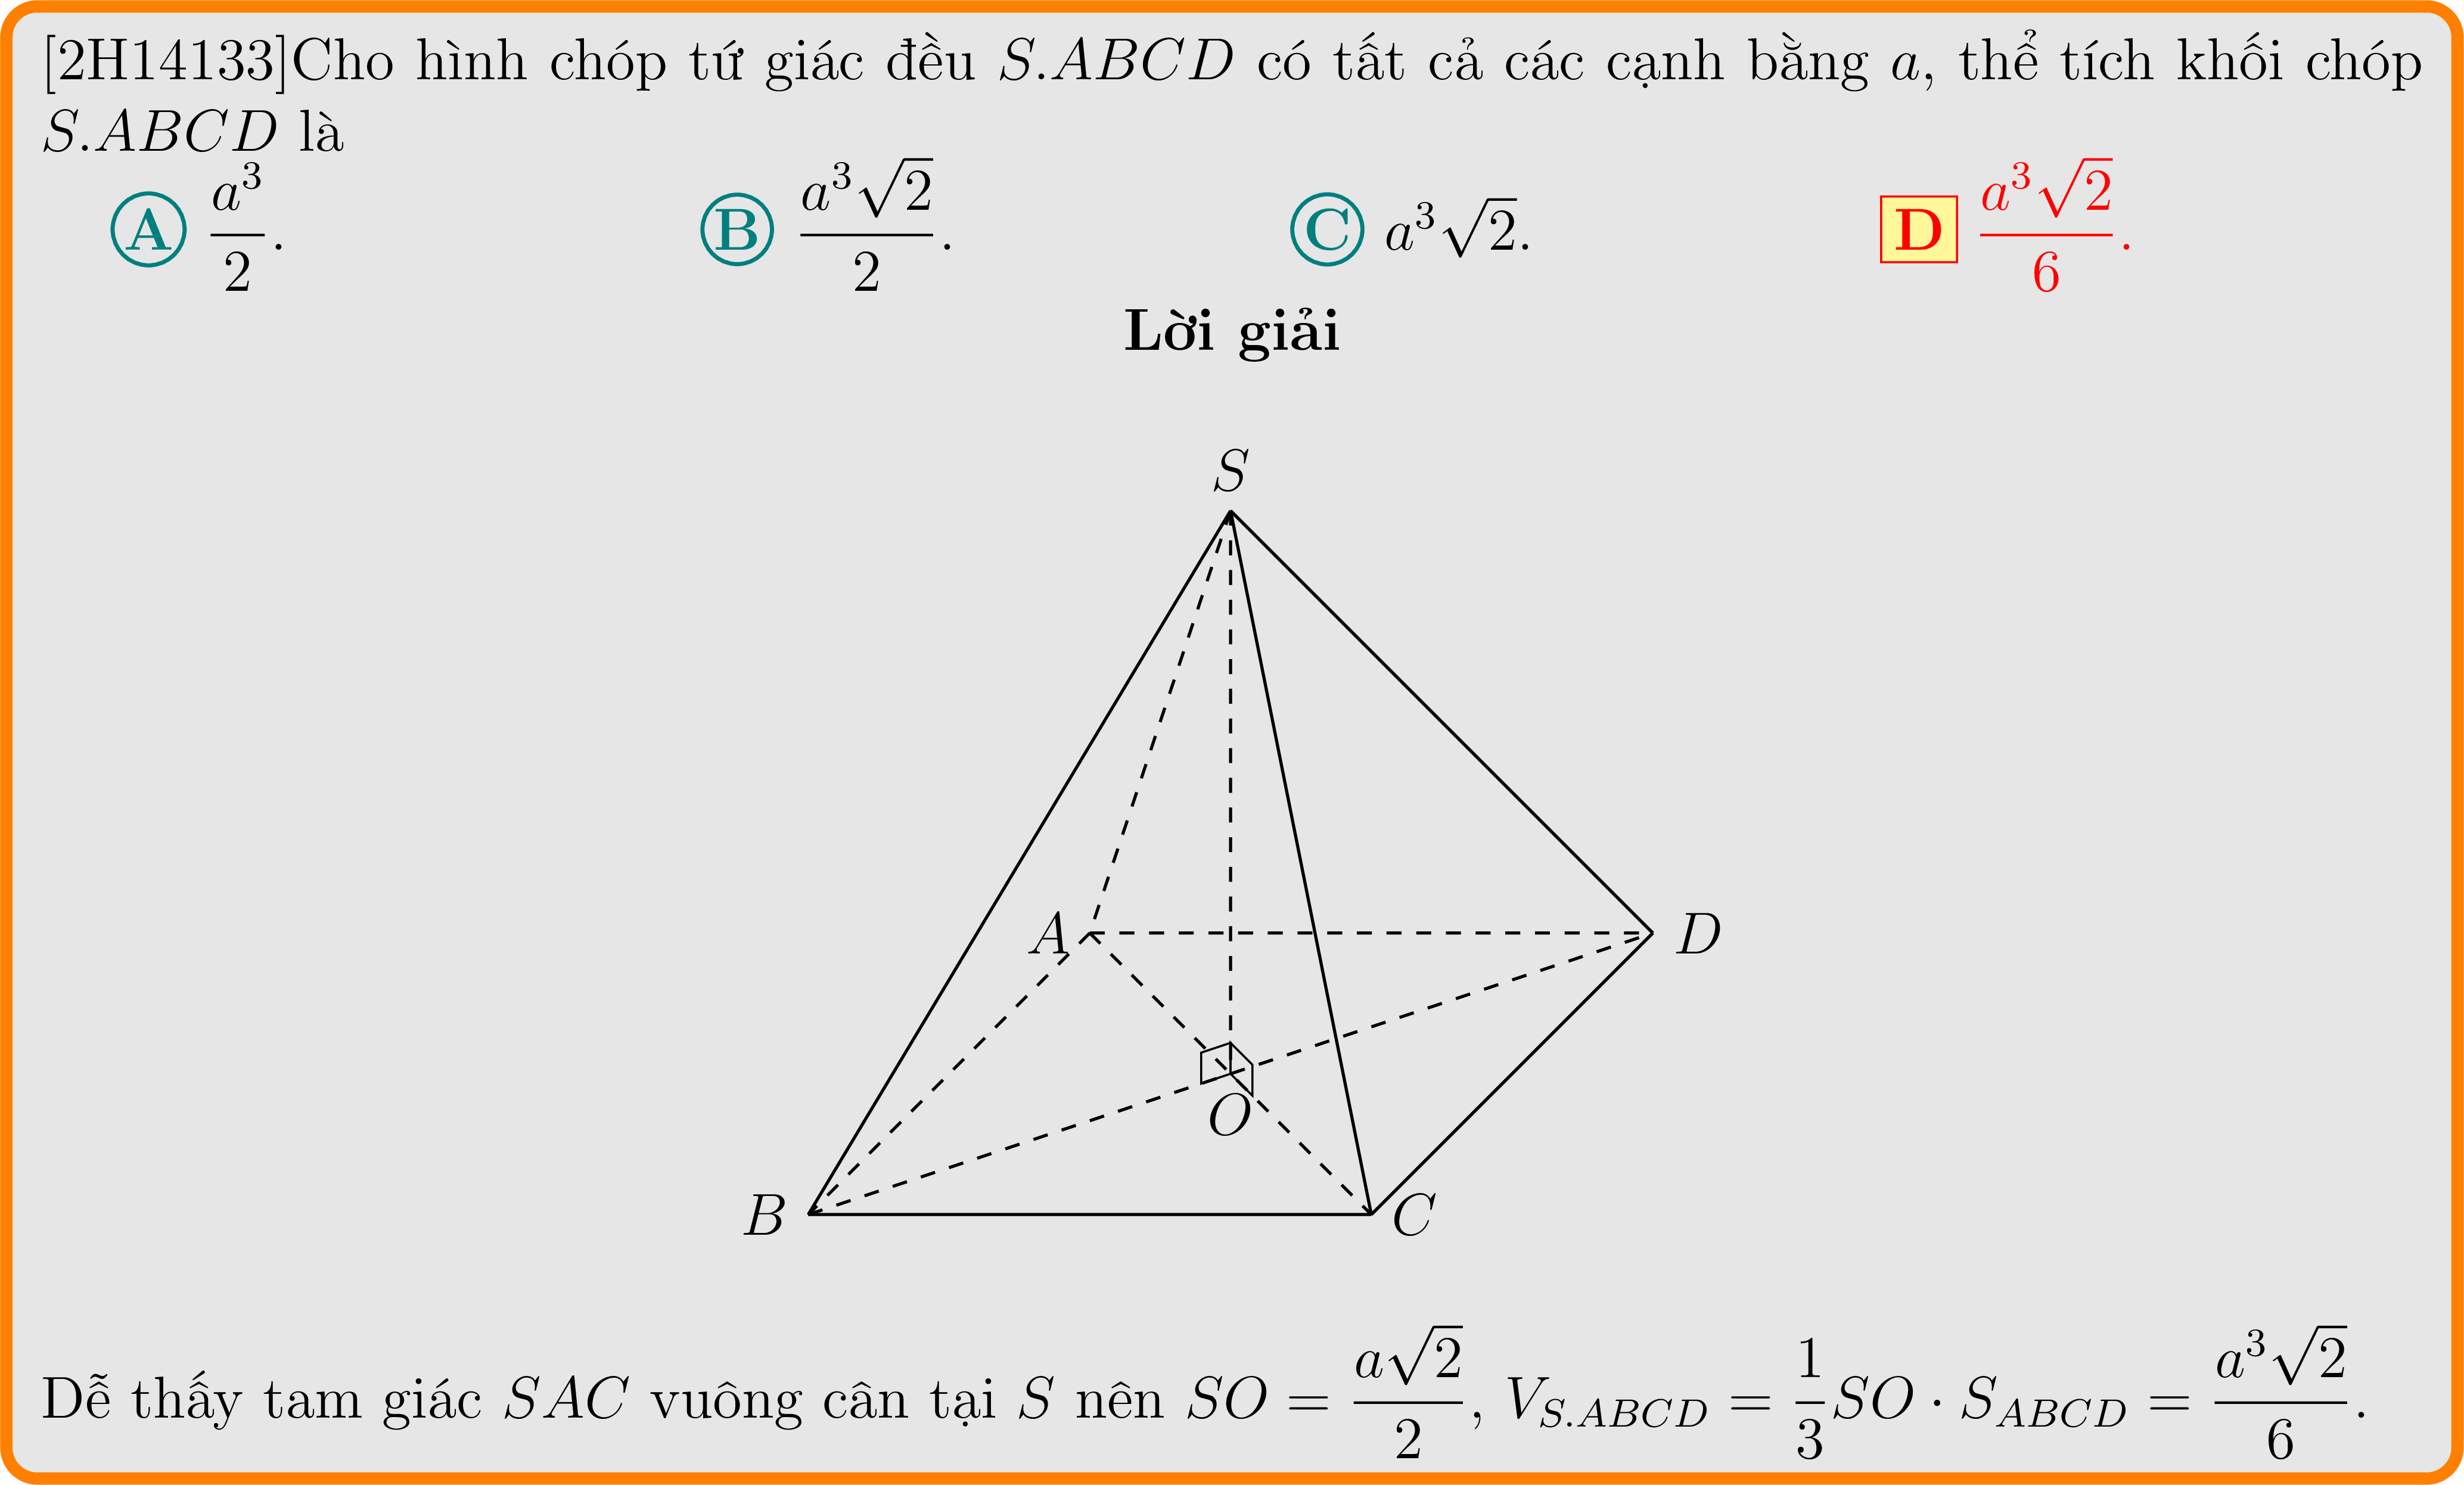 [2H14133]Cho hình chóp tứ giác đều S.ABCD có tất cả các cạnh bằng a, thể tích khối chóp
S.ABCD là
A $\frac{a^3}{2}$. B $\frac{a^3\sqrt{2}}{2}$. C $a^3\sqrt{2}$. D $\frac{a^3\sqrt{2}}{6}$.
Lời giải
S
A
D
O
B
C
Dễ thấy tam giác SAC vuông cân tại S nên $SO = \frac{a\sqrt{2}}{2}, V_{S.ABCD} = \frac{1}{3}SO \cdot S_{ABCD} = \frac{a^3\sqrt{2}}{6}$.